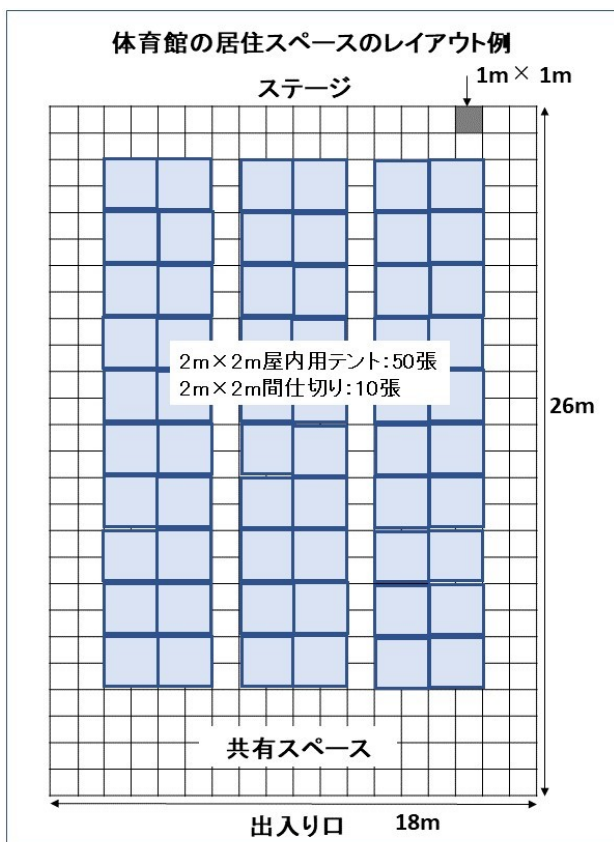 体育館の居住スペースのレイアウト例
1m×1m
ステージ
2m×2m屋内用テント:50張
2m×2m間仕切り:10張
26m
共有スペース
出入り口
18m